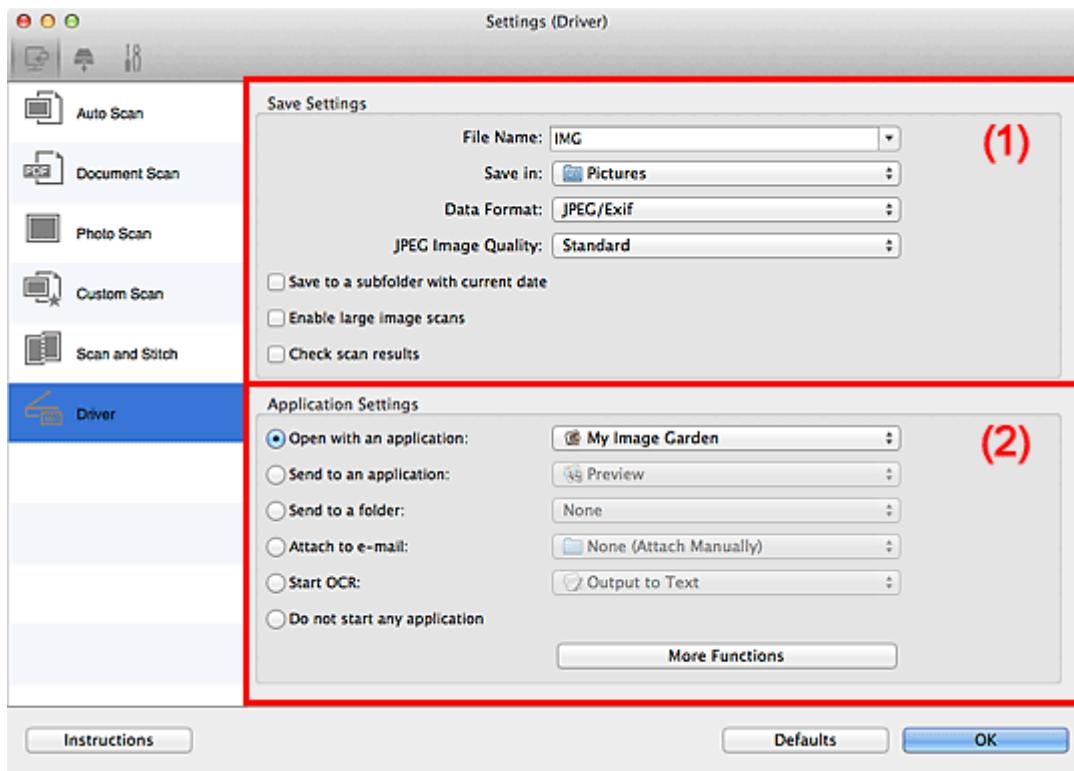 Settings (Driver)
Auto Scan
Document Scan
Photo Scan
Custom Scan
Scan and Stitch
Driver
Save Settings
(1)
File Name: IMG
Save in: Pictures
Data Format: JPEG/Exif
JPEG Image Quality: Standard
Save to a subfolder with current date
Enable large image scans
Check scan results
Application Settings
(2)
Open with an application: My Image Garden
Send to an application: Preview
Send to a folder: None
Attach to e-mail: None (Attach Manually)
Start OCR: Output to Text
Do not start any application
More Functions
Instructions Defaults OK